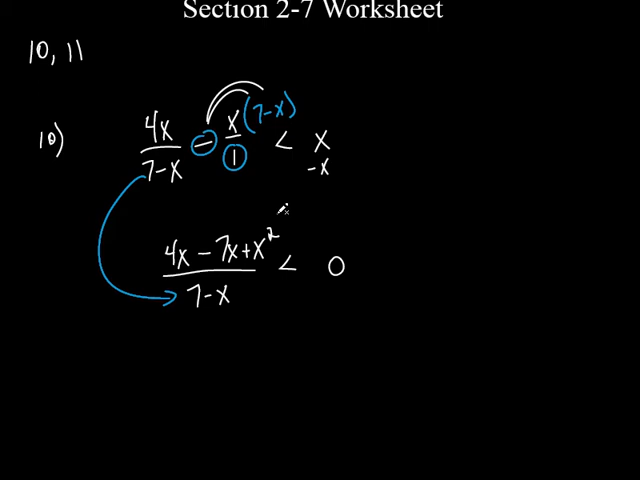 Section 2-7 Worksheet
10, 11
10) 4x/(7-x) - x/1 (7-x) < x
-x
(4x - 7x + x²)/(7-x) < 0